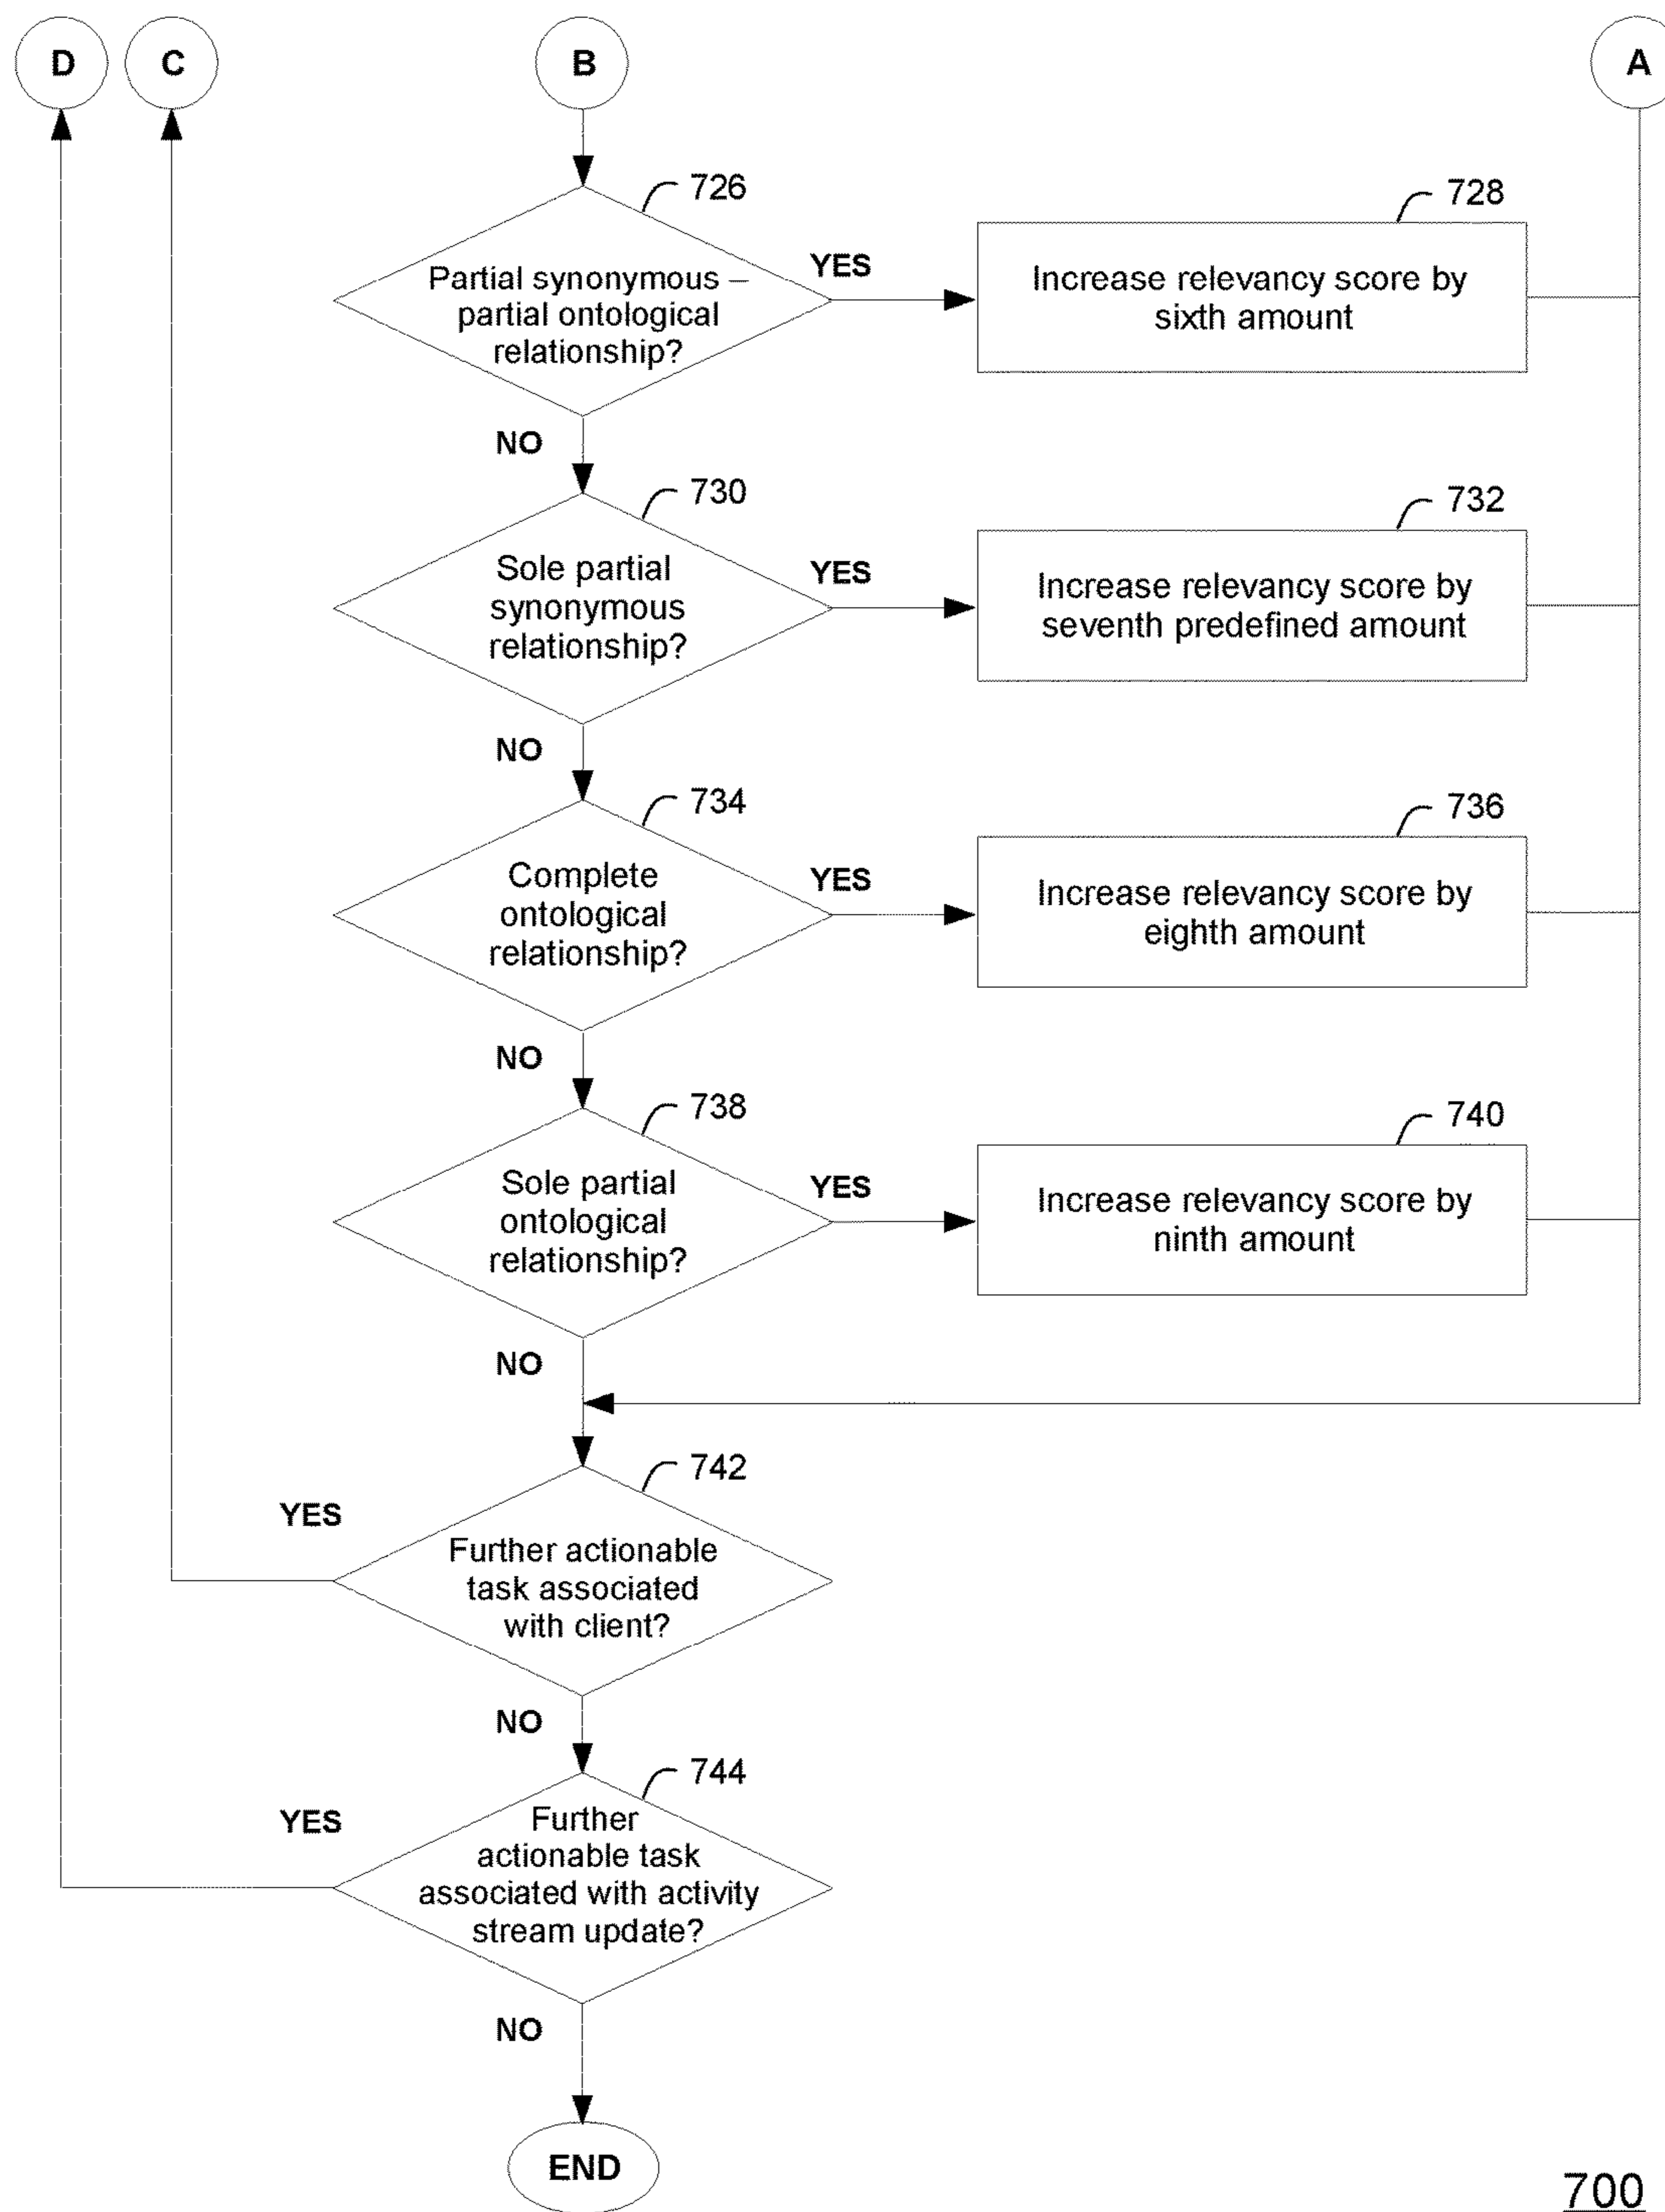 D
C
B
A
726
728
Partial synonymous –
partial ontological
relationship?
YES
Increase relevancy score by
sixth amount
NO
730
732
Sole partial
synonymous
relationship?
YES
Increase relevancy score by
seventh predefined amount
NO
734
736
Complete
ontological
relationship?
YES
Increase relevancy score by
eighth amount
NO
738
740
Sole partial
ontological
relationship?
YES
Increase relevancy score by
ninth amount
NO
742
YES
Further actionable
task associated
with client?
NO
744
YES
Further
actionable task
associated with activity
stream update?
NO
END
700